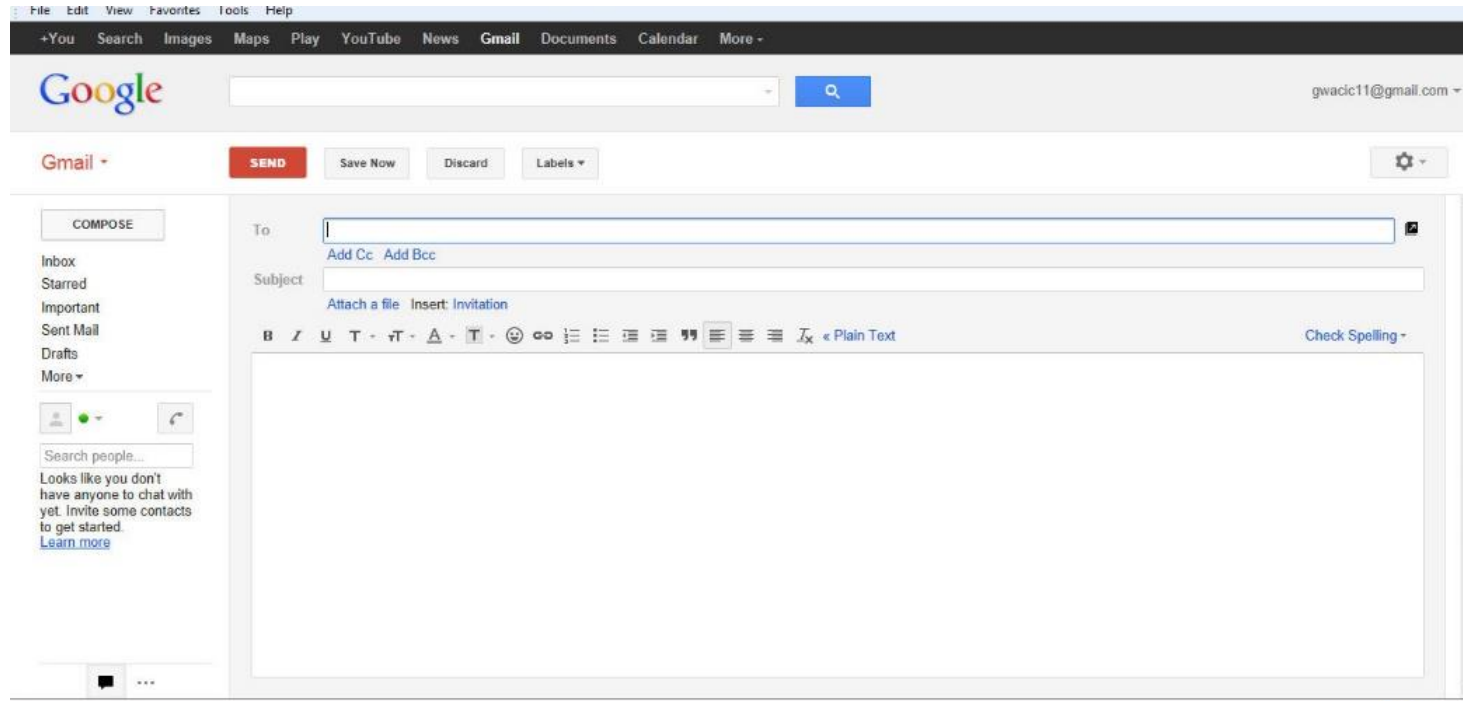 File Edit View Favorites Tools Help
+You Search Images Maps Play YouTube News Gmail Documents Calendar More
Google
gwacic11@gmail.com
Gmail
SEND Save Now Discard Labels
COMPOSE
Inbox
Starred
Important
Sent Mail
Drafts
More
Search people...
Looks like you don't
have anyone to chat with
yet. Invite some contacts
to get started.
Learn more
To
Add Cc Add Bcc
Subject
Attach a file Insert: Invitation
B I U T TT A T Tx « Plain Text Check Spelling